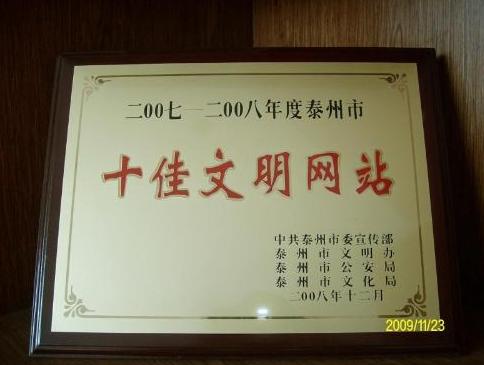 二00七—二00八年度泰州市
十佳文明网站
中共泰州市委宣传部
泰州市文明办
泰州市公安局
泰州市文化局
二00八年十二月
2009/11/23